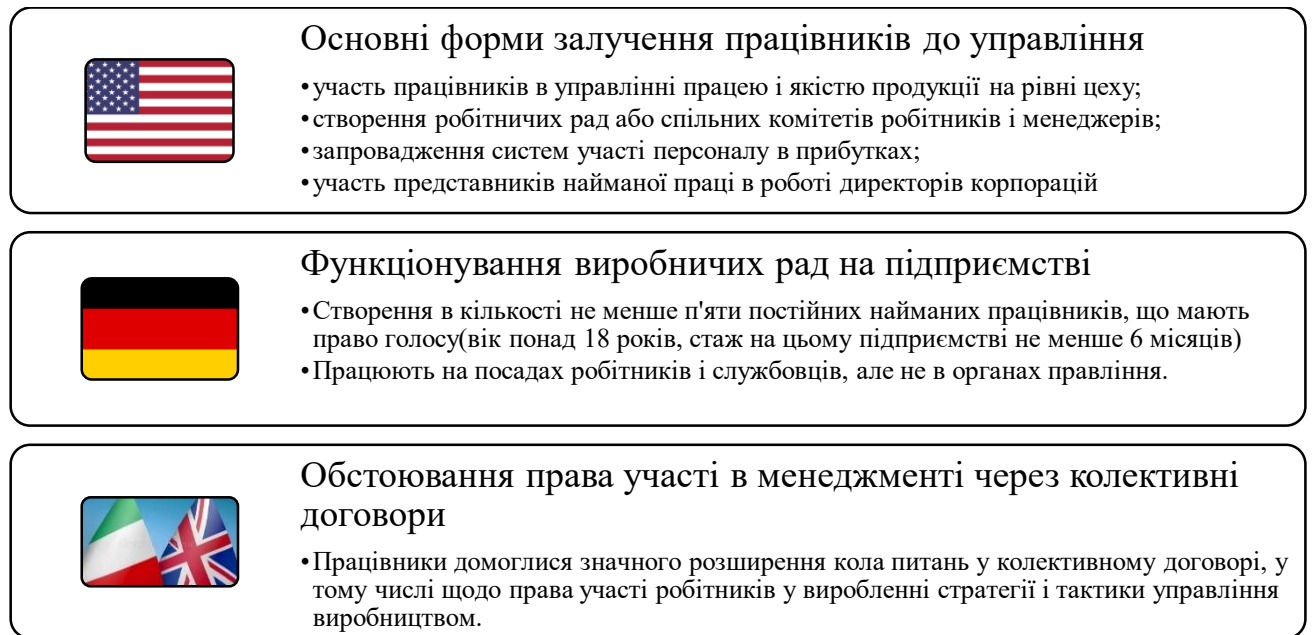 Основні форми залучення працівників до управління
•участь працівників в управлінні працею і якістю продукції на рівні цеху;
•створення робітничих рад або спільних комітетів робітників і менеджерів;
•запровадження систем участі персоналу в прибутках;
•участь представників найманої праці в роботі директорів корпорацій
Функціонування виробничих рад на підприємстві
•Створення в кількості не менше п'яти постійних найманих працівників, що мають
право голосу(вік понад 18 років, стаж на цьому підприємстві не менше 6 місяців)
•Працюють на посадах робітників і службовців, але не в органах правління.
Обстоювання права участі в менеджменті через колективні
договори
•Працівники домоглися значного розширення кола питань у колективному договорі, у
тому числі щодо права участі робітників у виробленні стратегії і тактики управління
виробництвом.